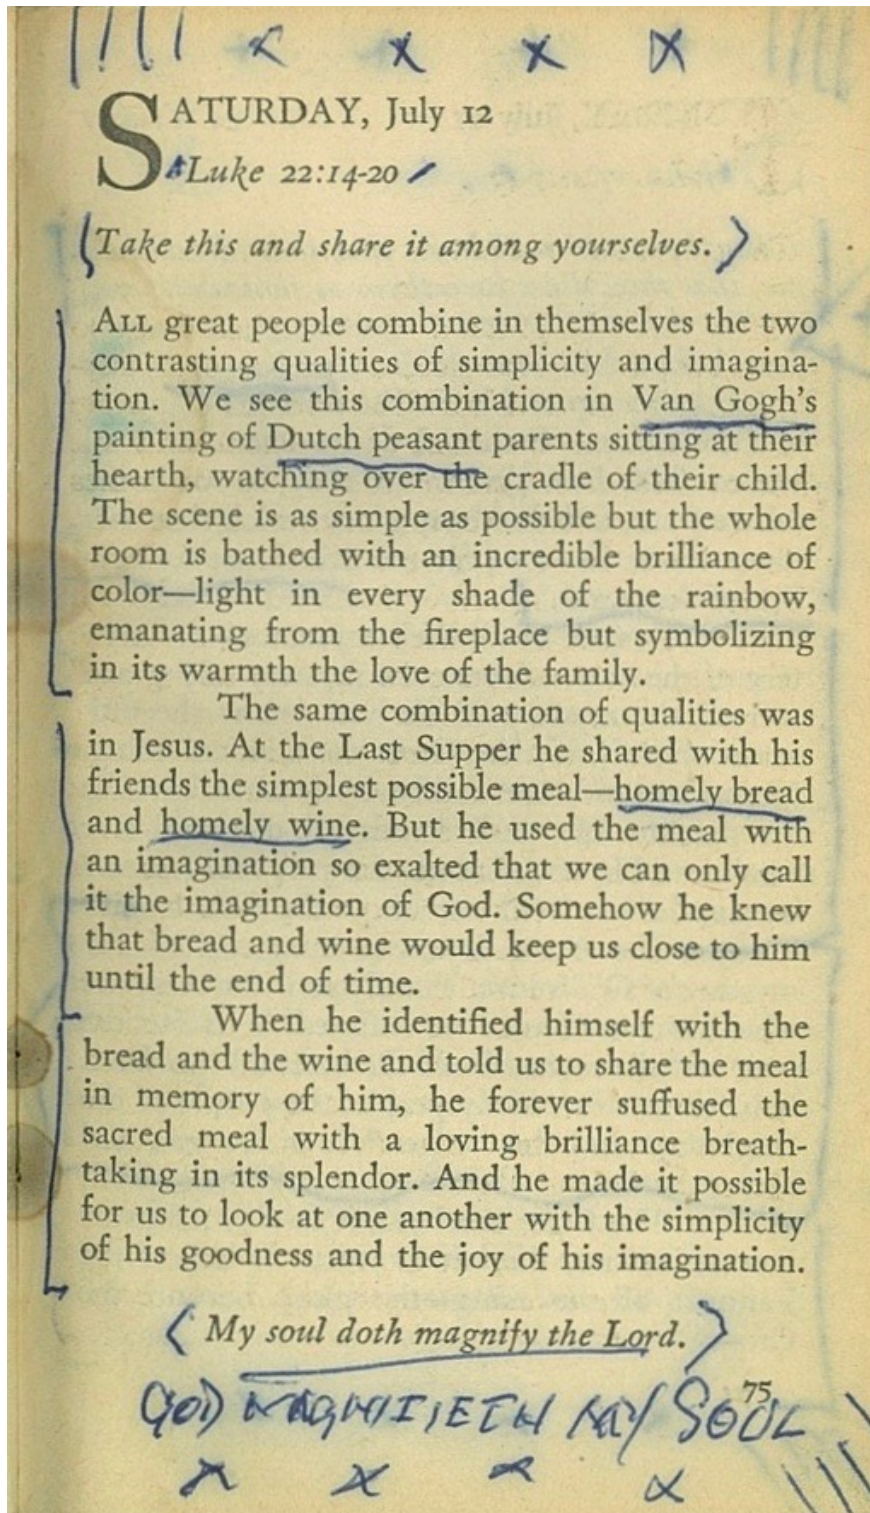 SATURDAY, July 12
Luke 22:14-20
Take this and share it among yourselves.
ALL great people combine in themselves the two
contrasting qualities of simplicity and imagina-
tion. We see this combination in Van Gogh's
painting of Dutch peasant parents sitting at their
hearth, watching over the cradle of their child.
The scene is as simple as possible but the whole
room is bathed with an incredible brilliance of
color—light in every shade of the rainbow,
emanating from the fireplace but symbolizing
in its warmth the love of the family.
The same combination of qualities was
in Jesus. At the Last Supper he shared with his
friends the simplest possible meal—homely bread
and homely wine. But he used the meal with
an imagination so exalted that we can only call
it the imagination of God. Somehow he knew
that bread and wine would keep us close to him
until the end of time.
When he identified himself with the
bread and the wine and told us to share the meal
in memory of him, he forever suffused the
sacred meal with a loving brilliance breath-
taking in its splendor. And he made it possible
for us to look at one another with the simplicity
of his goodness and the joy of his imagination.
My soul doth magnify the Lord.
75
GOD MAGNIFIETH MY SOUL